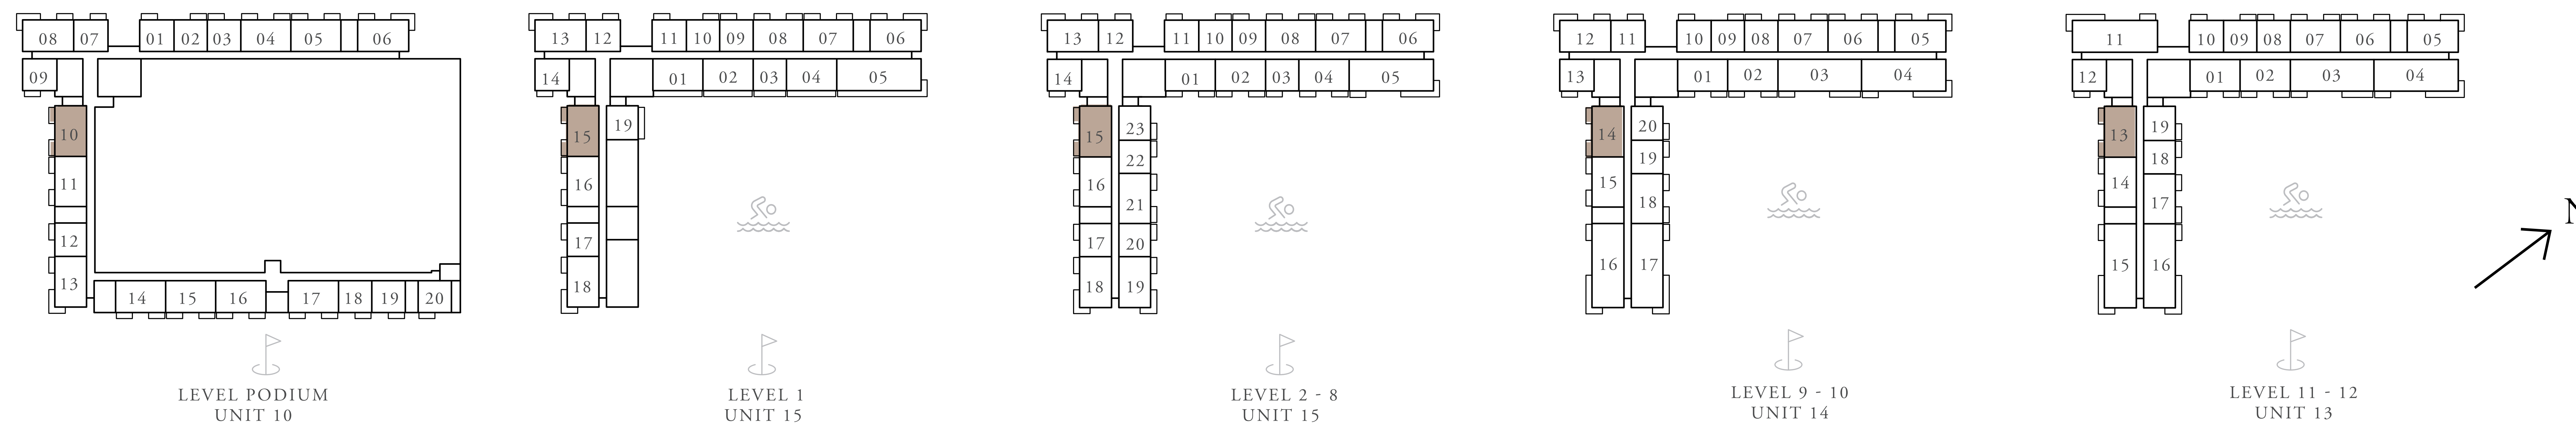 08 07 01 02 03 04 05 06
09
10
11
12
13
14 15 16 17 18 19 20
LEVEL PODIUM
UNIT 10
13 12 11 10 09 08 07 06
14 01 02 03 04 05
15 19
16
17
18
LEVEL 1
UNIT 15
13 12 11 10 09 08 07 06
14 01 02 03 04 05
15 23
22
16 21
17 20
18 19
LEVEL 2 - 8
UNIT 15
12 11 10 09 08 07 06 05
13 01 02 03 04
14 20
19
15 18
16 17
LEVEL 9 - 10
UNIT 14
11 10 09 08 07 06 05
12 01 02 03 04
13 19
18
14 17
15 16
LEVEL 11 - 12
UNIT 13